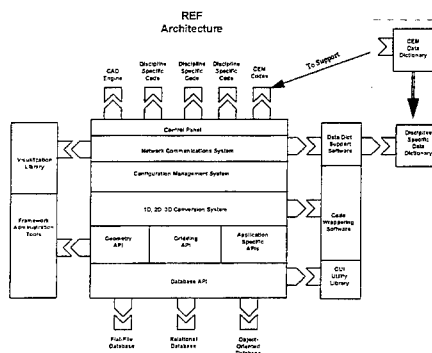 REF
Architecture
CAD
Engine
Discipline
Specific
Code
Discipline
Specific
Code
Discipline
Specific
Code
CEM
Codes
To Support
CEM
Data
Dictionary
Control Panel
Network Communications System
Configuration Management System
1D, 2D, 3D Conversion System
Geometry
API
Gridding
API
Application
Specific
APIs
Database API
Visualization
Library
Framework
Administration
Tools
Data Dict
Support
Software
Discipline
Specific Data
Dictionary
Code
Wrappering
Software
GUI
Utility
Library
Flat-File
Database
Relational
Database
Object-
Oriented
Database